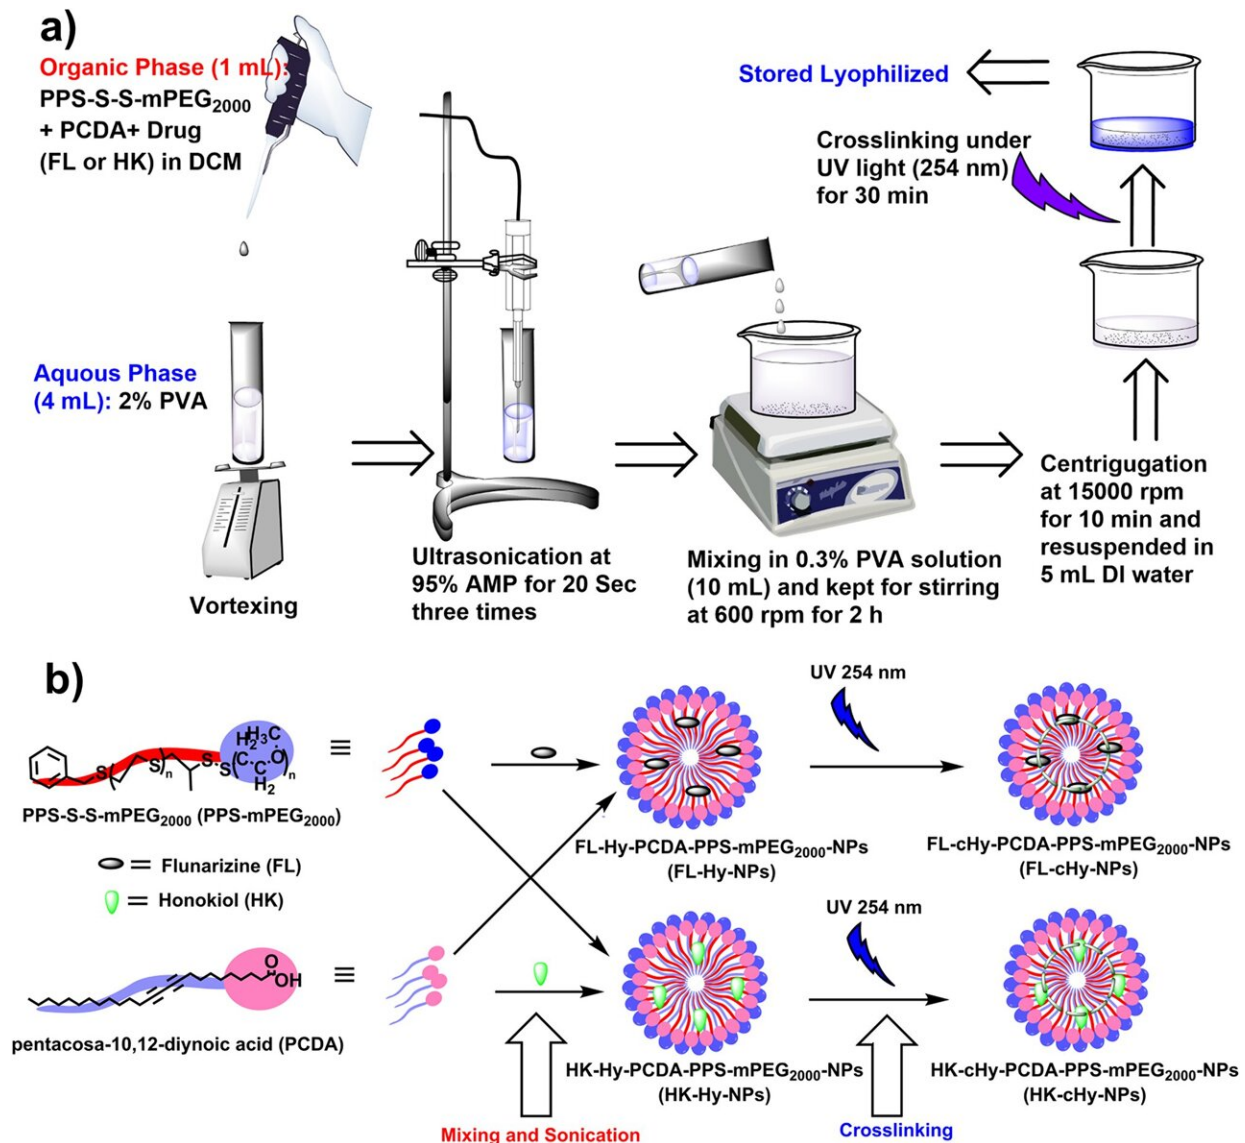 a)
Organic Phase (1 mL):
PPS-S-S-mPEG2000
+ PCDA+ Drug
(FL or HK) in DCM
Aquous Phase
(4 mL): 2% PVA
Vortexing
Ultrasonication at
95% AMP for 20 Sec
three times
Mixing in 0.3% PVA solution
(10 mL) and kept for stirring
at 600 rpm for 2 h
Centrigugation
at 15000 rpm
for 10 min and
resuspended in
5 mL DI water
Crosslinking under
UV light (254 nm)
for 30 min
Stored Lyophilized
b)
S
S
n
S
S
H2
H3C
C
O
C
H2
n
≡
PPS-S-S-mPEG2000 (PPS-mPEG2000)
= Flunarizine (FL)
= Honokiol (HK)
O
OH
≡
pentacosa-10,12-diynoic acid (PCDA)
FL-Hy-PCDA-PPS-mPEG2000-NPs
(FL-Hy-NPs)
UV 254 nm
FL-cHy-PCDA-PPS-mPEG2000-NPs
(FL-cHy-NPs)
HK-Hy-PCDA-PPS-mPEG2000-NPs
(HK-Hy-NPs)
UV 254 nm
HK-cHy-PCDA-PPS-mPEG2000-NPs
(HK-cHy-NPs)
Mixing and Sonication
Crosslinking